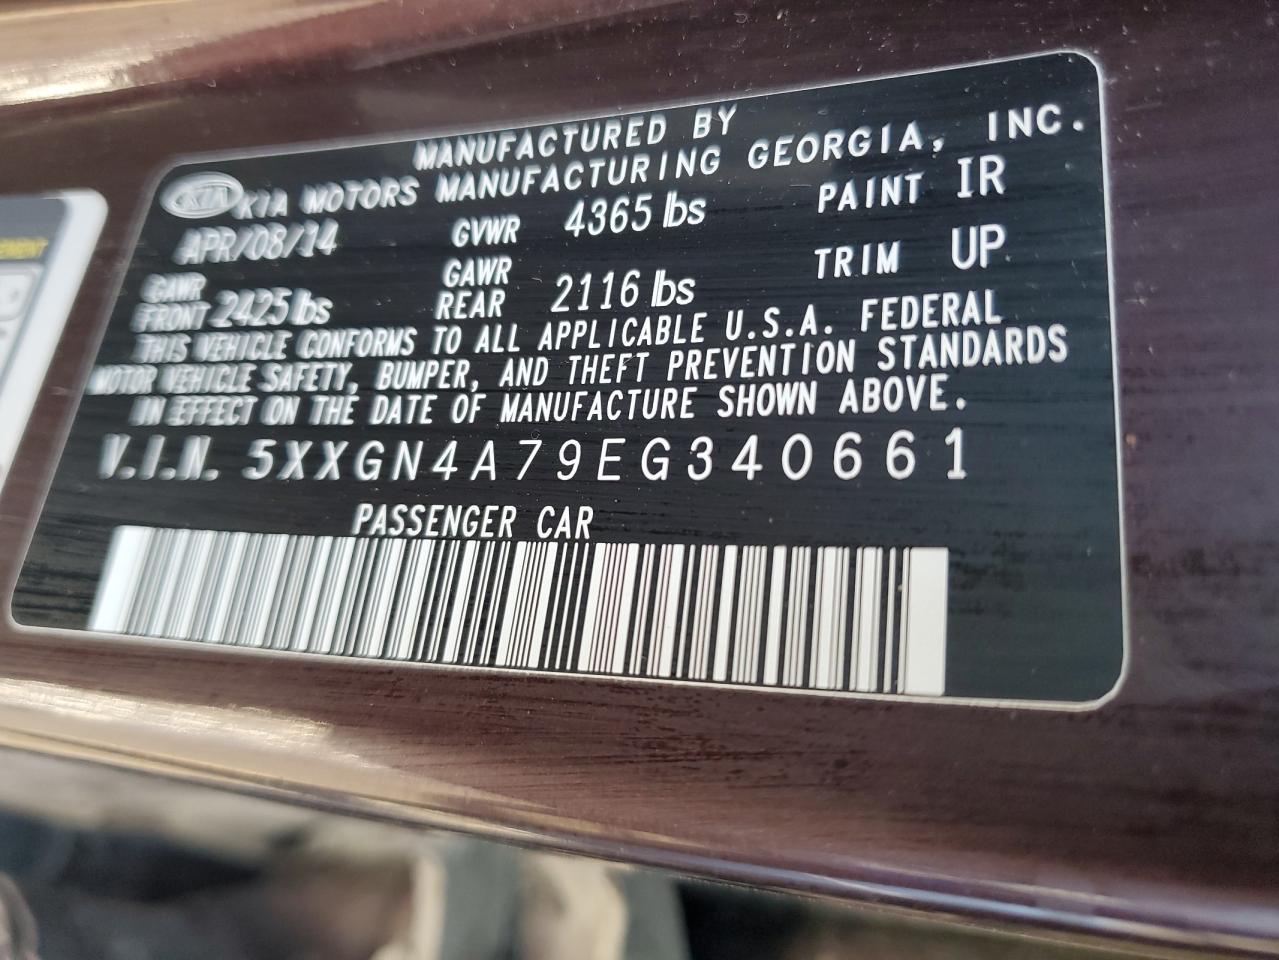 MANUFACTURED BY
KIA KIA MOTORS MANUFACTURING GEORGIA, INC.
APR/08/14 GVWR 4365 lbs PAINT IR
GAWR FRONT 2425 lbs GAWR REAR 2116 lbs TRIM UP
THIS VEHICLE CONFORMS TO ALL APPLICABLE U.S.A. FEDERAL
MOTOR VEHICLE SAFETY, BUMPER, AND THEFT PREVENTION STANDARDS
IN EFFECT ON THE DATE OF MANUFACTURE SHOWN ABOVE.
V.I.N. 5XXGN4A79EG340661
PASSENGER CAR